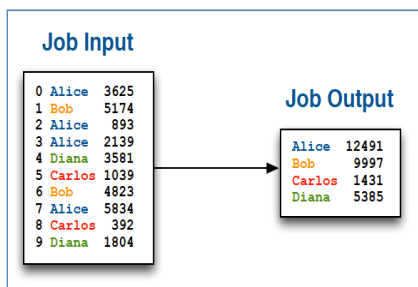 Job Input
0 Alice 3625
1 Bob 5174
2 Alice 893
3 Alice 2139
4 Diana 3581
5 Carlos 1039
6 Bob 4823
7 Alice 5834
8 Carlos 392
9 Diana 1804
Job Output
Alice 12491
Bob 9997
Carlos 1431
Diana 5385